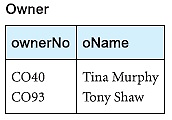 Owner
ownerNo oName
CO40 Tina Murphy
CO93 Tony Shaw